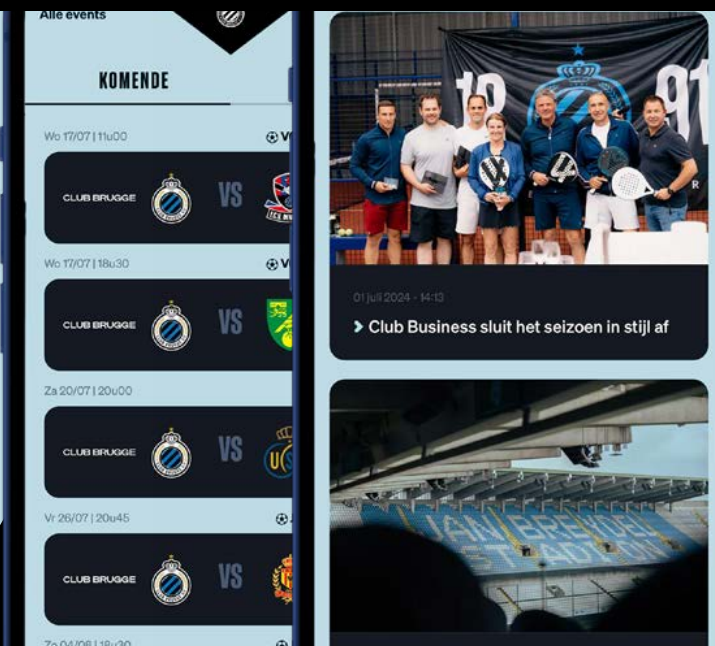 Alle events
KOMENDE
Wo 17/07 | 11u00
CLUB BRUGGE
VS
Wo 17/07 | 18u30
CLUB BRUGGE
VS
Za 20/07 | 20u00
CLUB BRUGGE
VS
Vr 26/07 | 20u45
CLUB BRUGGE
VS
18
91
01 juli 2024 - 14:13
Club Business sluit het seizoen in stijl af
JAN BREYDEL
STADION